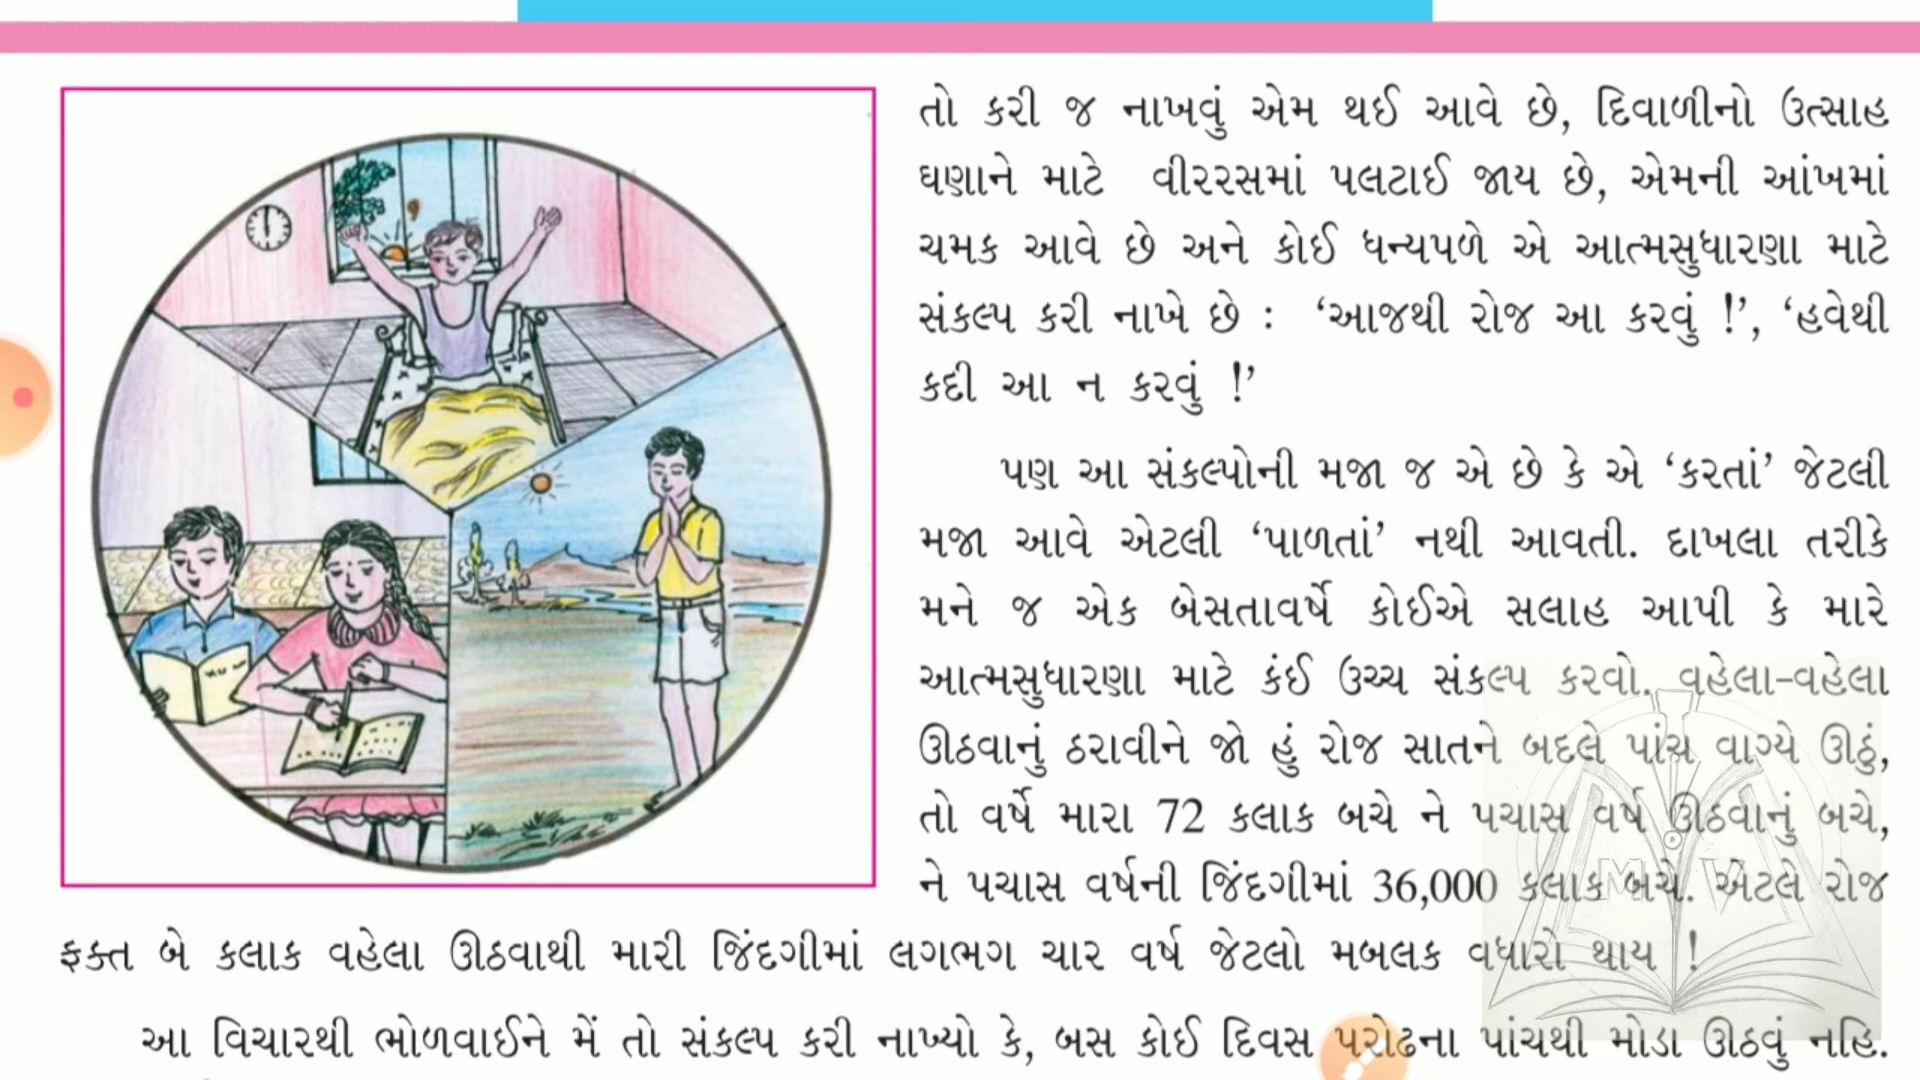 તો કરી જ નાખવું એમ થઈ આવે છે, દિવાળીનો ઉત્સાહ
ઘણાને માટે વીરરસમાં પલટાઈ જાય છે, એમની આંખમાં
ચમક આવે છે અને કોઈ ધન્યપળે એ આત્મસુધારણા માટે
સંકલ્પ કરી નાખે છે : ‘આજથી રોજ આ કરવું !’, ‘હવેથી
કદી આ ન કરવું !’
પણ આ સંકલ્પોની મજા જ એ છે કે એ ‘કરતાં’ જેટલી
મજા આવે એટલી ‘પાળતાં’ નથી આવતી. દાખલા તરીકે
મને જ એક બેસતાવર્ષે કોઈએ સલાહ આપી કે મારે
આત્મસુધારણા માટે કંઈ ઉચ્ચ સંકલ્પ કરવો. વહેલા-વહેલા
ઊઠવાનું ઠરાવીને જો હું રોજ સાતને બદલે પાંચ વાગ્યે ઊઠું,
તો વર્ષે મારા 72 કલાક બચે ને પચાસ વર્ષ ઊઠવાનું બચે,
ને પચાસ વર્ષની જિંદગીમાં 36,000 કલાક બચે. એટલે રોજ
ફક્ત બે કલાક વહેલા ઊઠવાથી મારી જિંદગીમાં લગભગ ચાર વર્ષ જેટલો મબલક વધારો થાય !
આ વિચારથી ભોળવાઈને મેં તો સંકલ્પ કરી નાખ્યો કે, બસ કોઈ દિવસ પરોઢના પાંચથી મોડા ઊઠવું નહિ.
M V